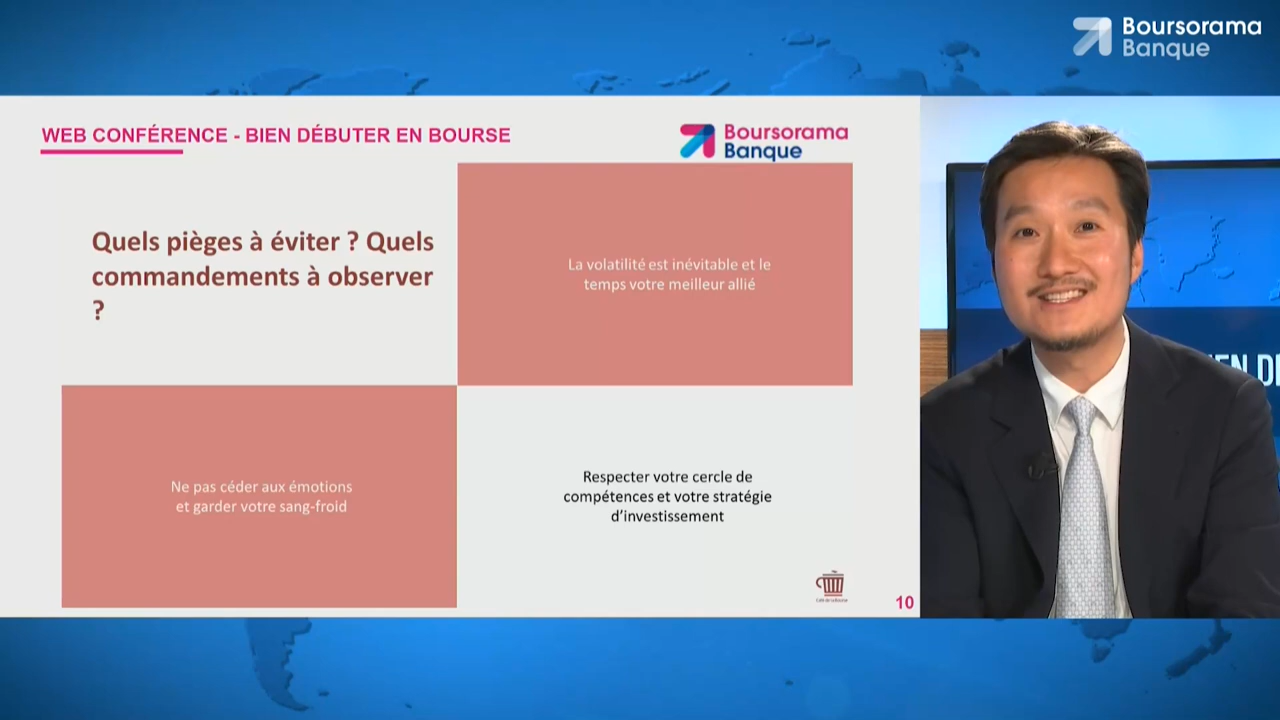 Boursorama
Banque
WEB CONFÉRENCE - BIEN DÉBUTER EN BOURSE
Boursorama
Banque
Quels pièges à éviter ? Quels
commandements à observer
?
La volatilité est inévitable et le
temps votre meilleur allié
Ne pas céder aux émotions
et garder votre sang-froid
Respecter votre cercle de
compétences et votre stratégie
d’investissement
10